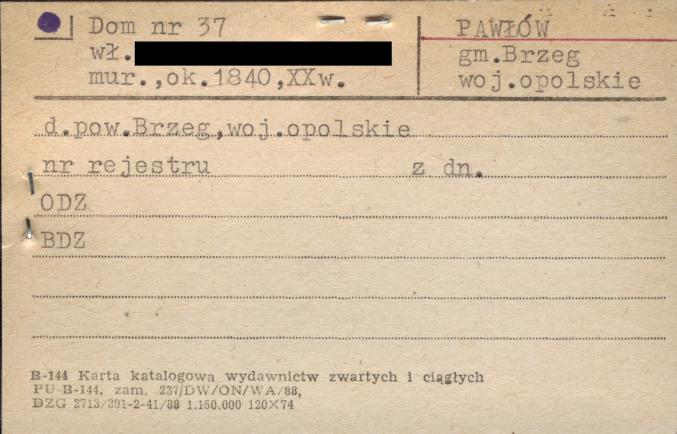 Dom nr 37
wł.
mur.,ok.1840,XXw.
PAWŁÓW
gm.Brzeg
woj.opolskie
d.pow.Brzeg,woj.opolskie
nr rejestru z dn.
ODZ
BDZ
B-144 Karta katalogowa wydawnictw zwartych i ciągłych
PU-B-144, zam. 237/DW/ON/WA/88,
DZG 2713/391-2-41/88 1.150.000 120×74